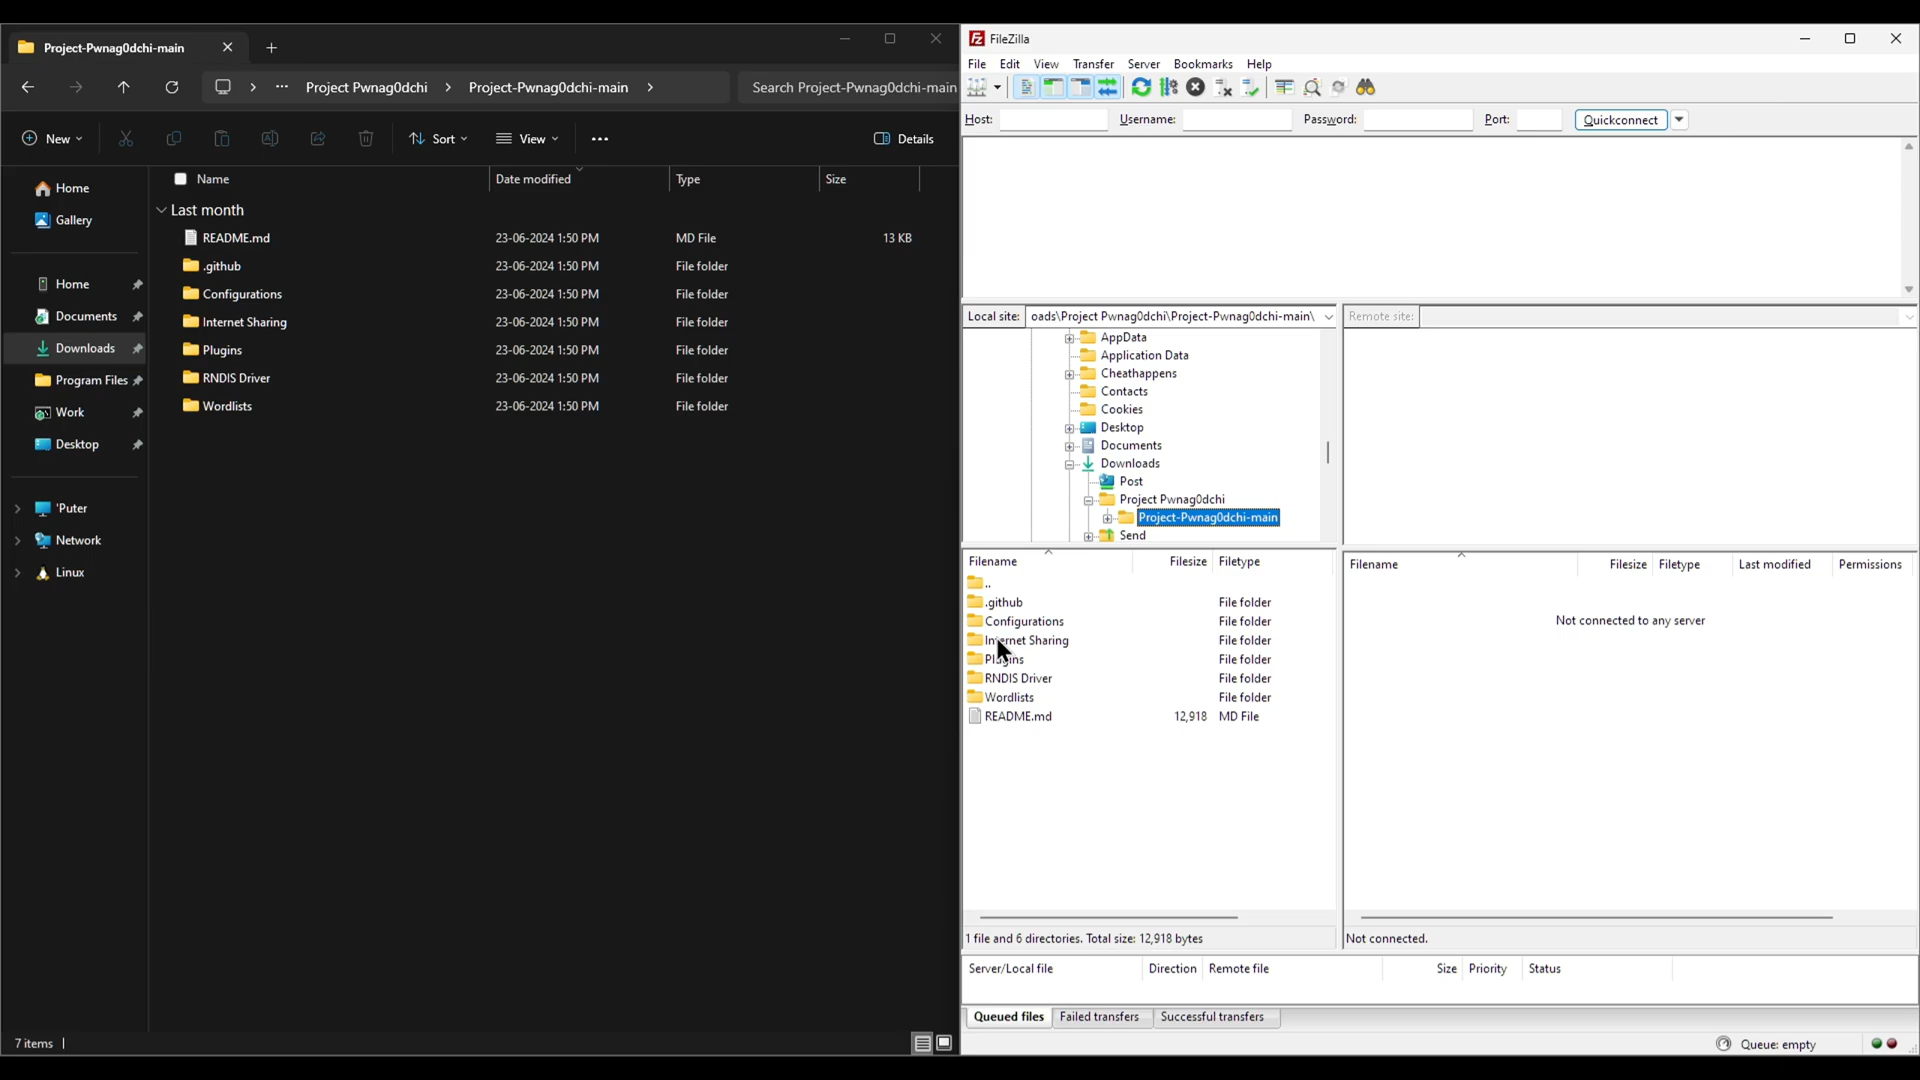 Project-Pwnag0dchi-main
Project Pwnag0dchi
Project-Pwnag0dchi-main
Search Project-Pwnag0dchi-main
New
Sort
View
Details
Home
Gallery
Home
Documents
Downloads
Program Files
Work
Desktop
'Puter
Network
Linux
Name Date modified Type Size
Last month
README.md 23-06-2024 1:50 PM MD File 13 KB
.github 23-06-2024 1:50 PM File folder
Configurations 23-06-2024 1:50 PM File folder
Internet Sharing 23-06-2024 1:50 PM File folder
Plugins 23-06-2024 1:50 PM File folder
RNDIS Driver 23-06-2024 1:50 PM File folder
Wordlists 23-06-2024 1:50 PM File folder
7 items
FileZilla
File Edit View Transfer Server Bookmarks Help
Host: Username: Password: Port: Quickconnect
Local site: oads\Project Pwnag0dchi\Project-Pwnag0dchi-main\
Remote site:
AppData
Application Data
Cheathappens
Contacts
Cookies
Desktop
Documents
Downloads
Post
Project Pwnag0dchi
Project-Pwnag0dchi-main
Send
Filename Filesize Filetype
..
.github File folder
Configurations File folder
Internet Sharing File folder
Plugins File folder
RNDIS Driver File folder
Wordlists File folder
README.md 12,918 MD File
1 file and 6 directories. Total size: 12,918 bytes
Filename Filesize Filetype Last modified Permissions
Not connected to any server
Not connected.
Server/Local file Direction Remote file Size Priority Status
Queued files Failed transfers Successful transfers
Queue: empty